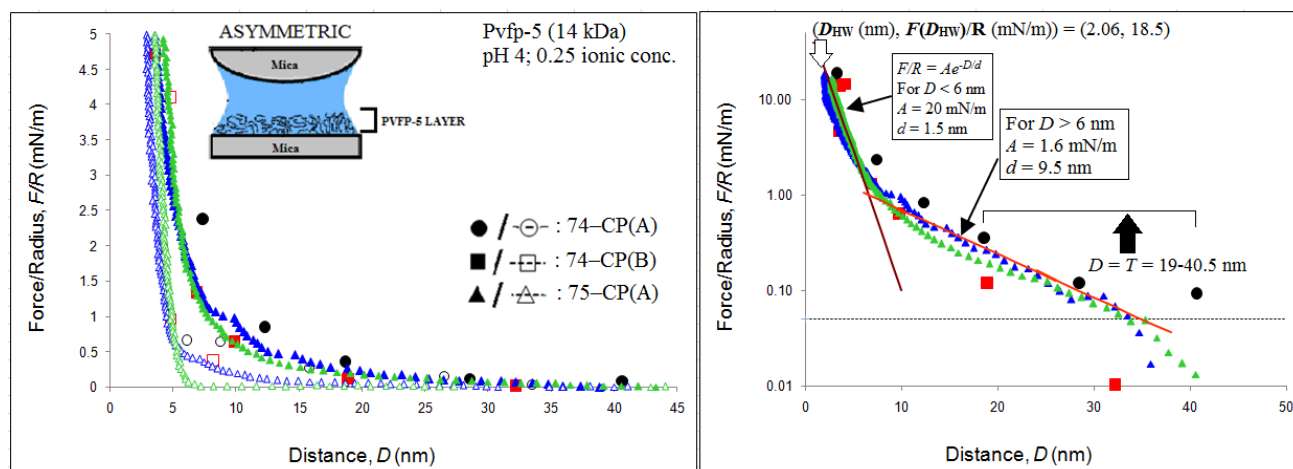 ASYMMETRIC
Mica
PVFP-5 LAYER
Mica
Pvfp-5 (14 kDa)
pH 4; 0.25 ionic conc.
Force/Radius, F/R (mN/m)
5
4.5
4
3.5
3
2.5
2
1.5
1
0.5
0
/ : 74–CP(A)
/ : 74–CP(B)
/ : 75–CP(A)
0 5 10 15 20 25 30 35 40 45
Distance, D (nm)
(D_HW (nm), F(D_HW)/R (mN/m)) = (2.06, 18.5)
F/R = Ae^-D/d
For D < 6 nm
A = 20 mN/m
d = 1.5 nm
For D > 6 nm
A = 1.6 mN/m
d = 9.5 nm
D = T = 19-40.5 nm
Force/Radius, F/R (mN/m)
10.00
1.00
0.10
0.01
0 10 20 30 40 50
Distance, D (nm)